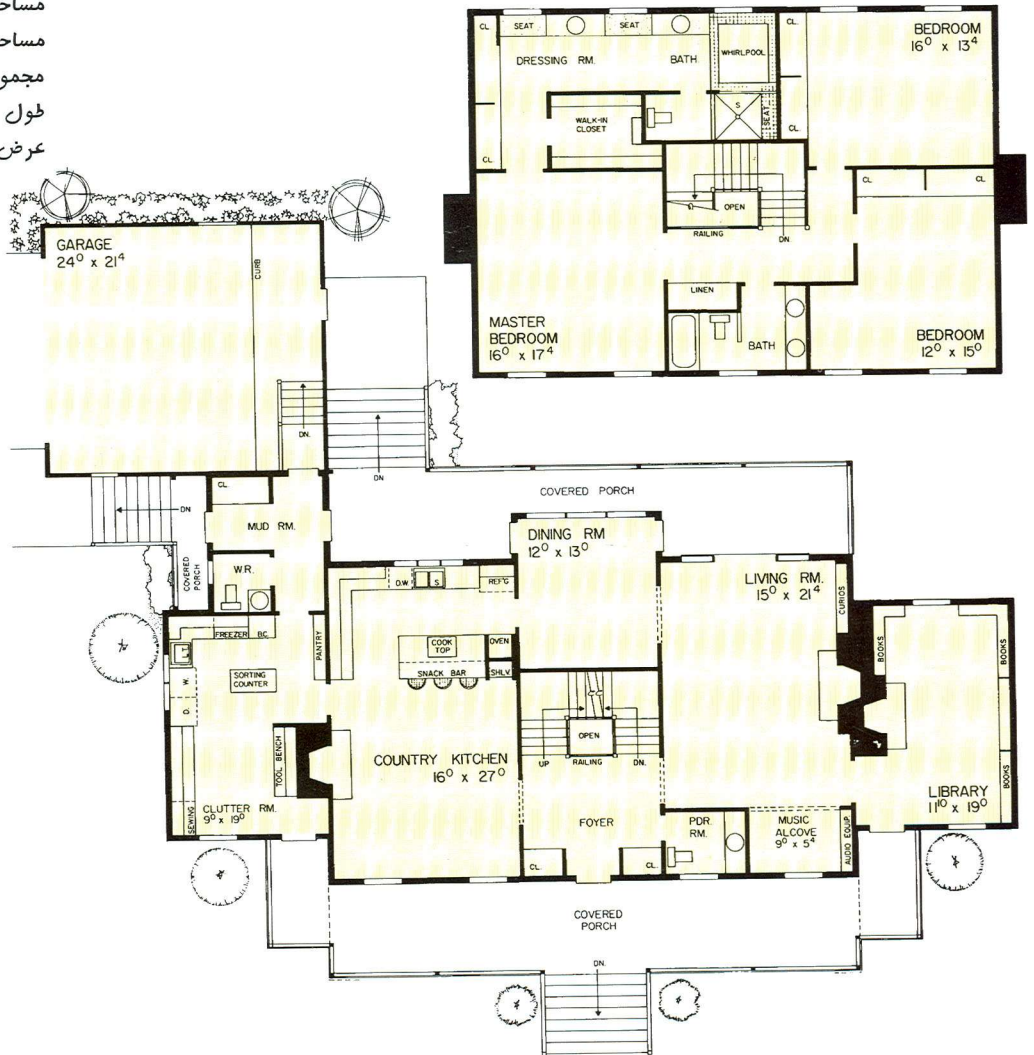 مساح
مساح
مجمو
طول
عرض
CL
SEAT
SEAT
CL
BEDROOM
16⁰ x 13⁴
DRESSING RM.
BATH
WHIRLPOOL
WALK-IN
CLOSET
S
SEAT
CL
CL
CL
CL
OPEN
RAILING
DN.
LINEN
MASTER
BEDROOM
16⁰ x 17⁴
BATH
BEDROOM
12⁰ x 15⁰
GARAGE
24⁰ x 21⁴
CURB
DN.
DN
COVERED PORCH
CL.
DN
MUD RM.
DINING RM
12⁰ x 13⁰
COVERED
PORCH
W.R.
D.W.
S
REF'G
LIVING RM.
15⁰ x 21⁴
CURIOS
FREEZER
B.C.
PANTRY
COOK
TOP
OVEN
BOOKS
BOOKS
L.T.
SORTING
COUNTER
SNACK BAR
SHLV.
W.
D.
OPEN
UP
RAILING
DN.
TOOL BENCH
COUNTRY KITCHEN
16⁰ x 27⁰
BOOKS
LIBRARY
11¹⁰ x 19⁰
SEWING
CLUTTER RM.
9⁰ x 19⁰
FOYER
PDR.
RM.
MUSIC
ALCOVE
9⁰ x 5⁴
AUDIO EQUIP.
CL.
CL.
COVERED
PORCH
DN.